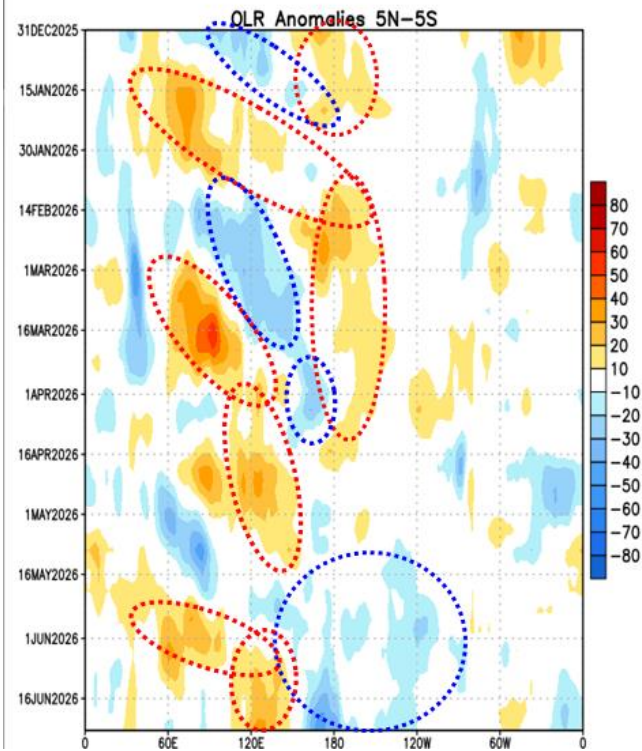 OLR Anomalies 5N-5S
31DEC2025
15JAN2026
30JAN2026
14FEB2026
1MAR2026
16MAR2026
1APR2026
16APR2026
1MAY2026
16MAY2026
1JUN2026
16JUN2026
0 60E 120E 180 120W 60W 0
80
70
60
50
40
30
20
10
-10
-20
-30
-40
-50
-60
-70
-80